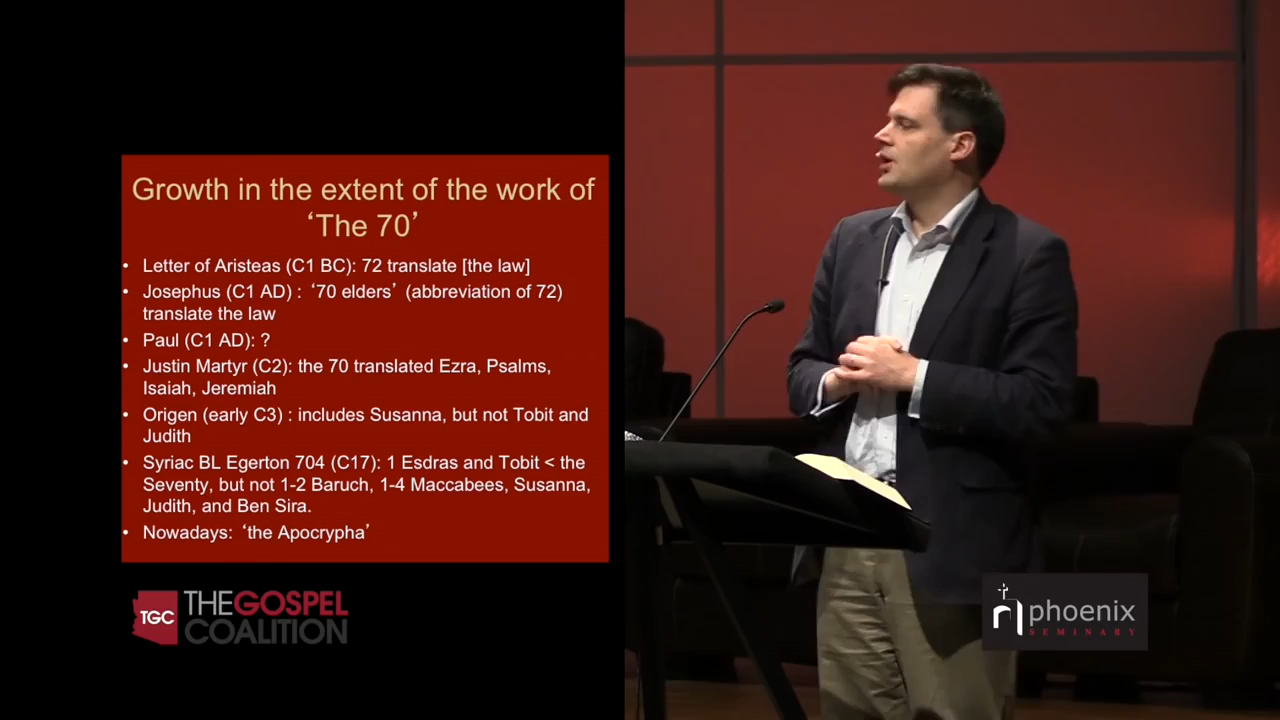 Growth in the extent of the work of
‘The 70’
• Letter of Aristeas (C1 BC): 72 translate [the law]
• Josephus (C1 AD) : ‘70 elders’ (abbreviation of 72)
translate the law
• Paul (C1 AD): ?
• Justin Martyr (C2): the 70 translated Ezra, Psalms,
Isaiah, Jeremiah
• Origen (early C3) : includes Susanna, but not Tobit and
Judith
• Syriac BL Egerton 704 (C17): 1 Esdras and Tobit < the
Seventy, but not 1-2 Baruch, 1-4 Maccabees, Susanna,
Judith, and Ben Sira.
• Nowadays: ‘the Apocrypha’
TGC
THEGOSPEL
COALITION
phoenix
SEMINARY